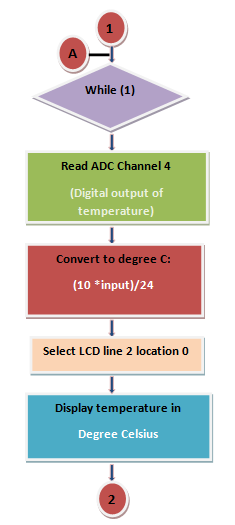 1
A
While (1)
Read ADC Channel 4
(Digital output of
temperature)
Convert to degree C:
(10 *input)/24
Select LCD line 2 location 0
Display temperature in
Degree Celsius
2